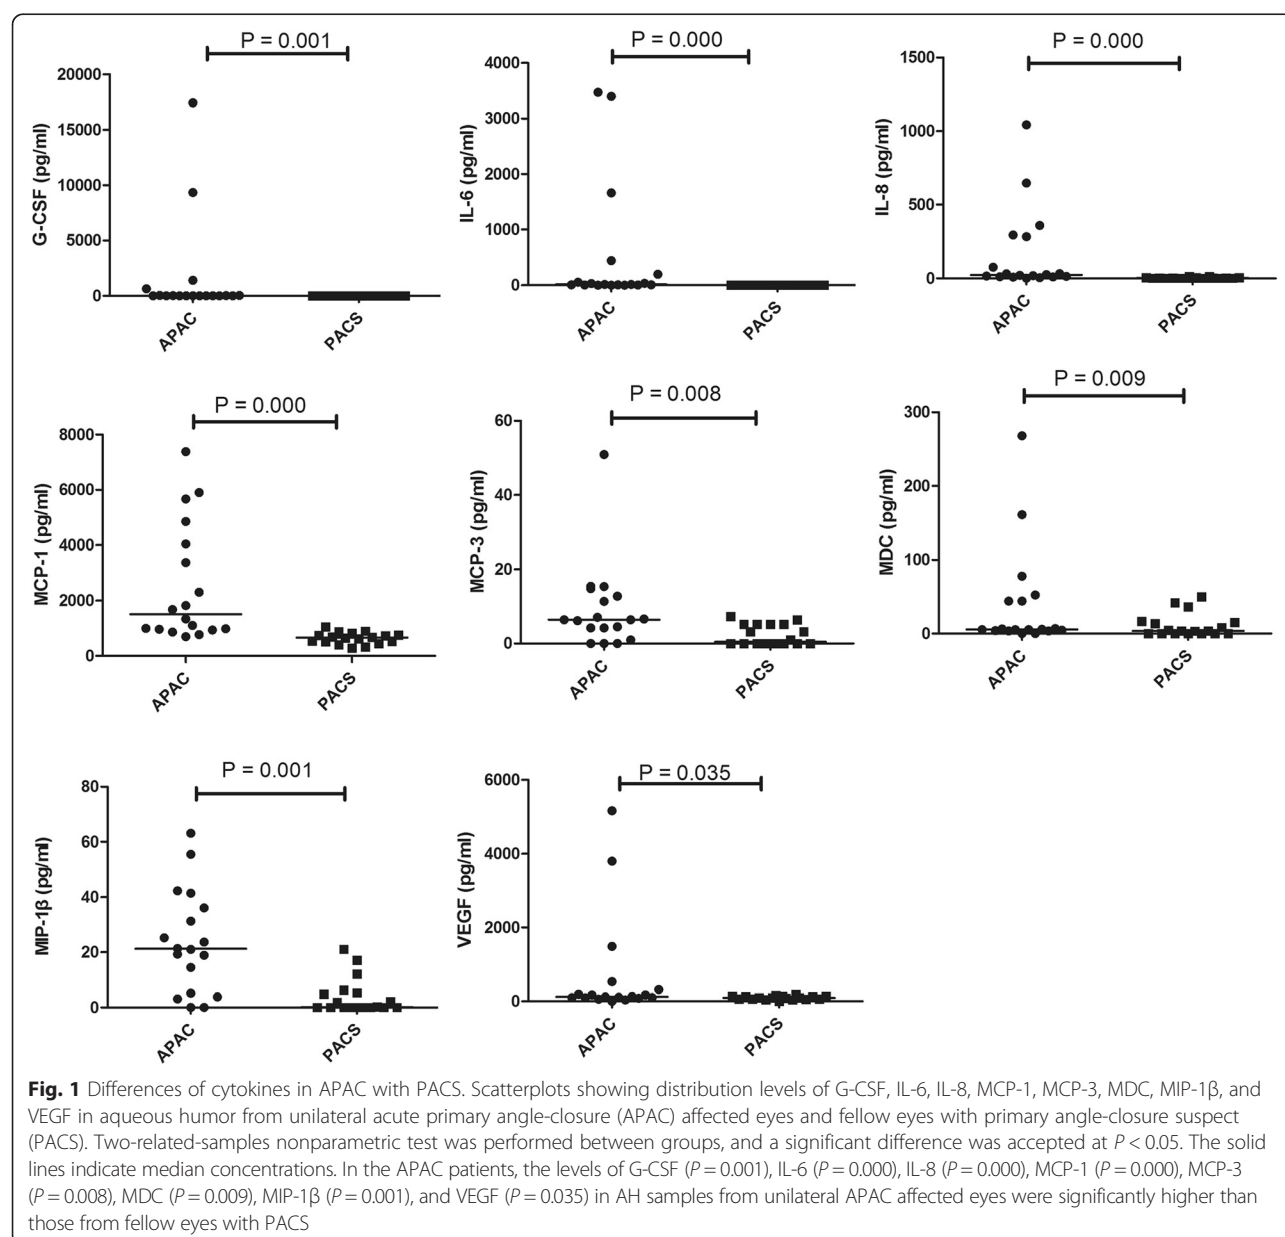 P = 0.001
P = 0.000
P = 0.000
20000
15000
10000
5000
0
G-CSF (pg/ml)
APAC
PACS
4000
3000
2000
1000
0
IL-6 (pg/ml)
APAC
PACS
1500
1000
500
0
IL-8 (pg/ml)
APAC
PACS
P = 0.000
P = 0.008
P = 0.009
8000
6000
4000
2000
0
MCP-1 (pg/ml)
APAC
PACS
60
40
20
0
MCP-3 (pg/ml)
APAC
PACS
300
200
100
0
MDC (pg/ml)
APAC
PACS
P = 0.001
P = 0.035
80
60
40
20
0
MIP-1β (pg/ml)
APAC
PACS
6000
4000
2000
0
VEGF (pg/ml)
APAC
PACS
Fig. 1 Differences of cytokines in APAC with PACS. Scatterplots showing distribution levels of G-CSF, IL-6, IL-8, MCP-1, MCP-3, MDC, MIP-1β, and
VEGF in aqueous humor from unilateral acute primary angle-closure (APAC) affected eyes and fellow eyes with primary angle-closure suspect
(PACS). Two-related-samples nonparametric test was performed between groups, and a significant difference was accepted at P < 0.05. The solid
lines indicate median concentrations. In the APAC patients, the levels of G-CSF (P = 0.001), IL-6 (P = 0.000), IL-8 (P = 0.000), MCP-1 (P = 0.000), MCP-3
(P = 0.008), MDC (P = 0.009), MIP-1β (P = 0.001), and VEGF (P = 0.035) in AH samples from unilateral APAC affected eyes were significantly higher than
those from fellow eyes with PACS